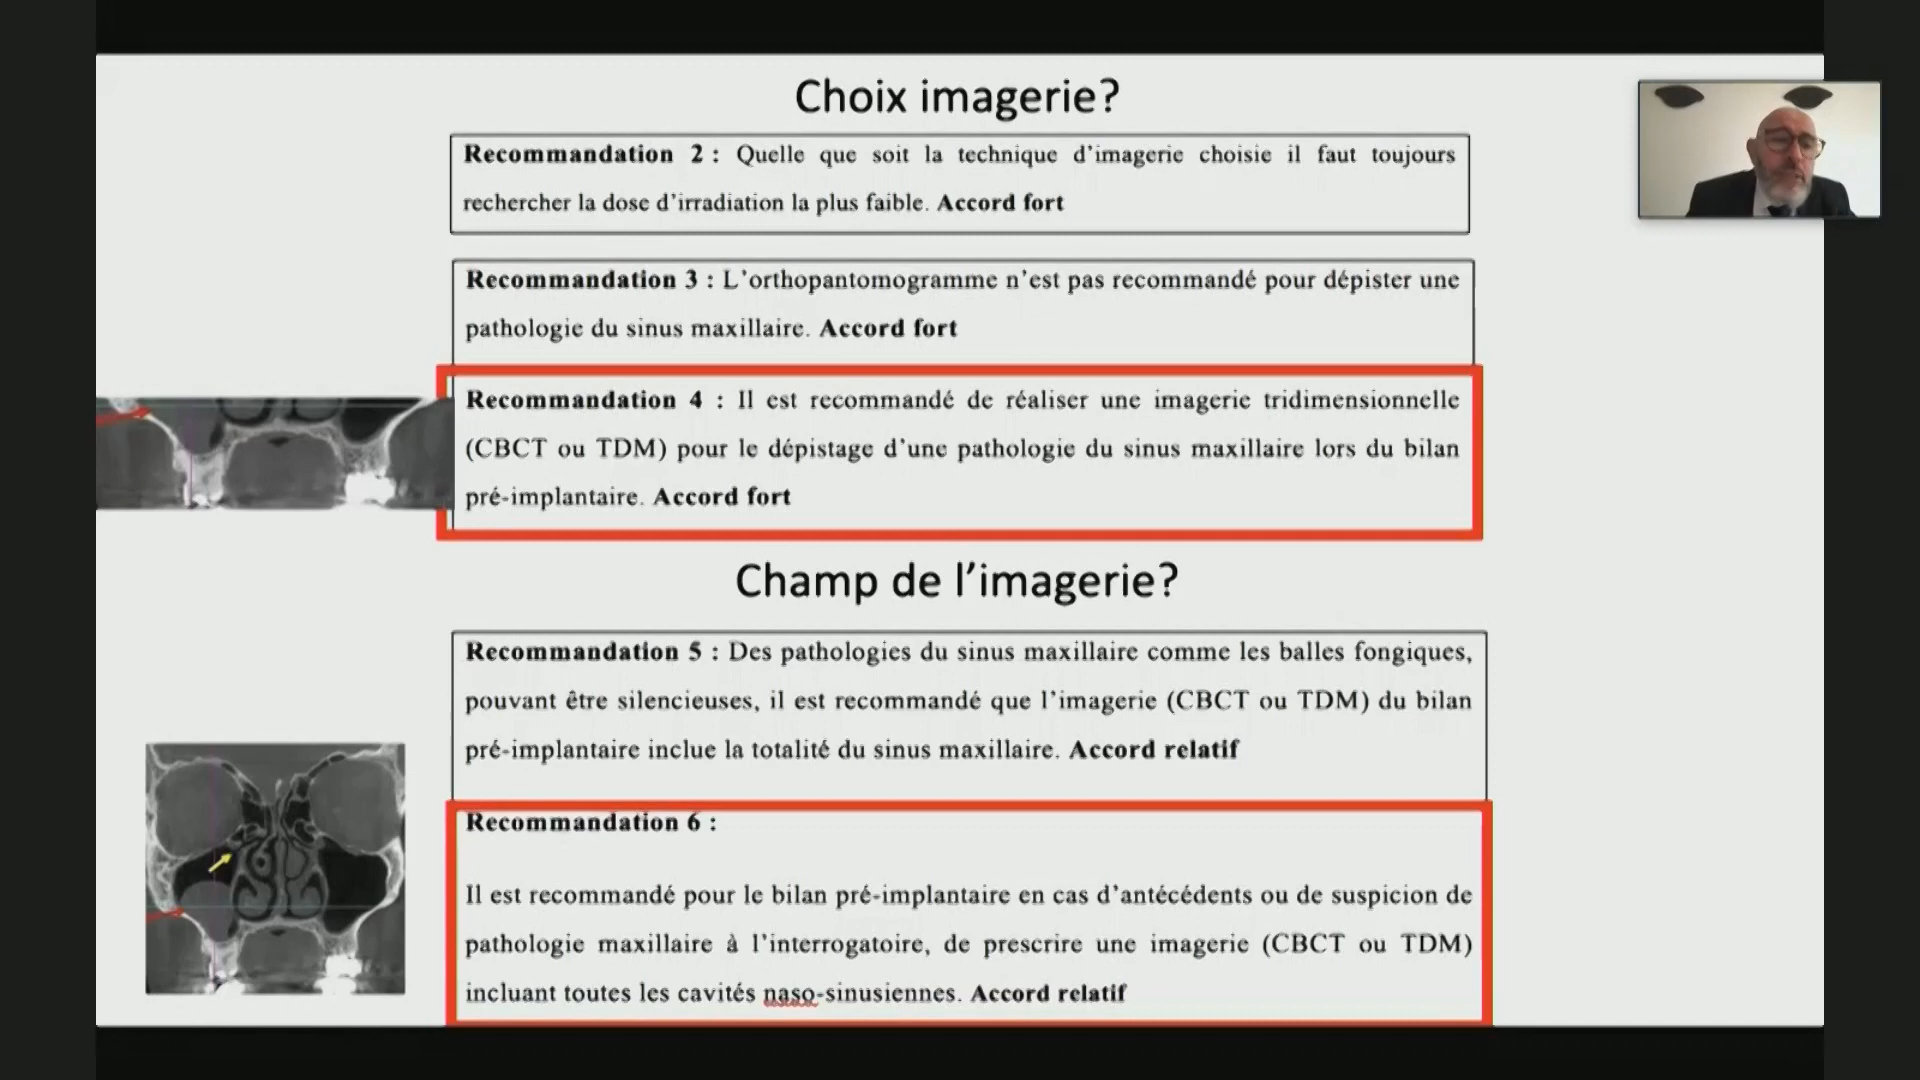 Choix imagerie?
Recommandation 2 : Quelle que soit la technique d’imagerie choisie il faut toujours
rechercher la dose d’irradiation la plus faible. Accord fort
Recommandation 3 : L’orthopantomogramme n’est pas recommandé pour dépister une
pathologie du sinus maxillaire. Accord fort
Recommandation 4 : Il est recommandé de réaliser une imagerie tridimensionnelle
(CBCT ou TDM) pour le dépistage d’une pathologie du sinus maxillaire lors du bilan
pré-implantaire. Accord fort
Champ de l’imagerie?
Recommandation 5 : Des pathologies du sinus maxillaire comme les balles fongiques,
pouvant être silencieuses, il est recommandé que l’imagerie (CBCT ou TDM) du bilan
pré-implantaire inclue la totalité du sinus maxillaire. Accord relatif
Recommandation 6 :
Il est recommandé pour le bilan pré-implantaire en cas d’antécédents ou de suspicion de
pathologie maxillaire à l’interrogatoire, de prescrire une imagerie (CBCT ou TDM)
incluant toutes les cavités naso-sinusiennes. Accord relatif